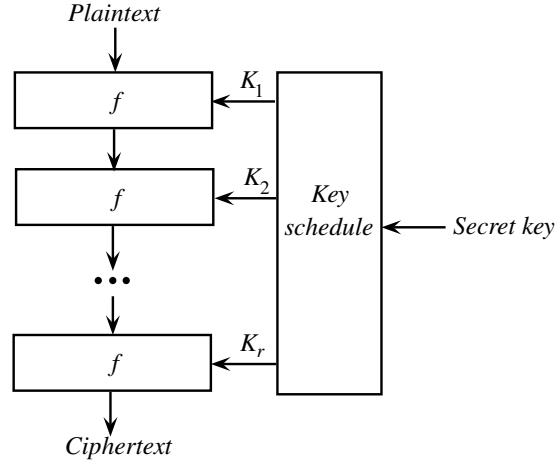 Plaintext
f
K1
f
K2
Key
schedule
Secret key
•••
f
Kr
Ciphertext